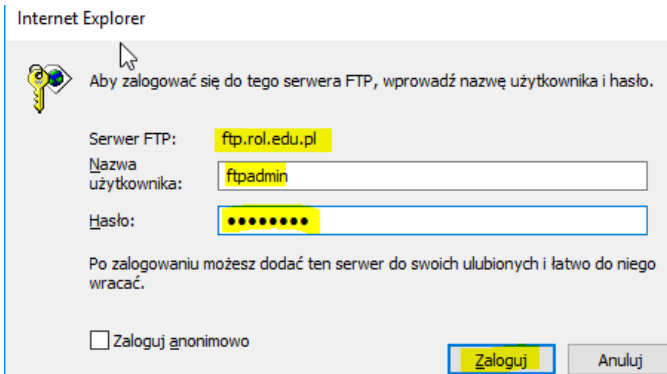 Internet Explorer
Aby zalogować się do tego serwera FTP, wprowadź nazwę użytkownika i hasło.
Serwer FTP: ftp.rol.edu.pl
Nazwa użytkownika: ftpadmin
Hasło: ●●●●●●●●
Po zalogowaniu możesz dodać ten serwer do swoich ulubionych i łatwo do niego
wracać.
Zaloguj anonimowo
Zaloguj Anuluj